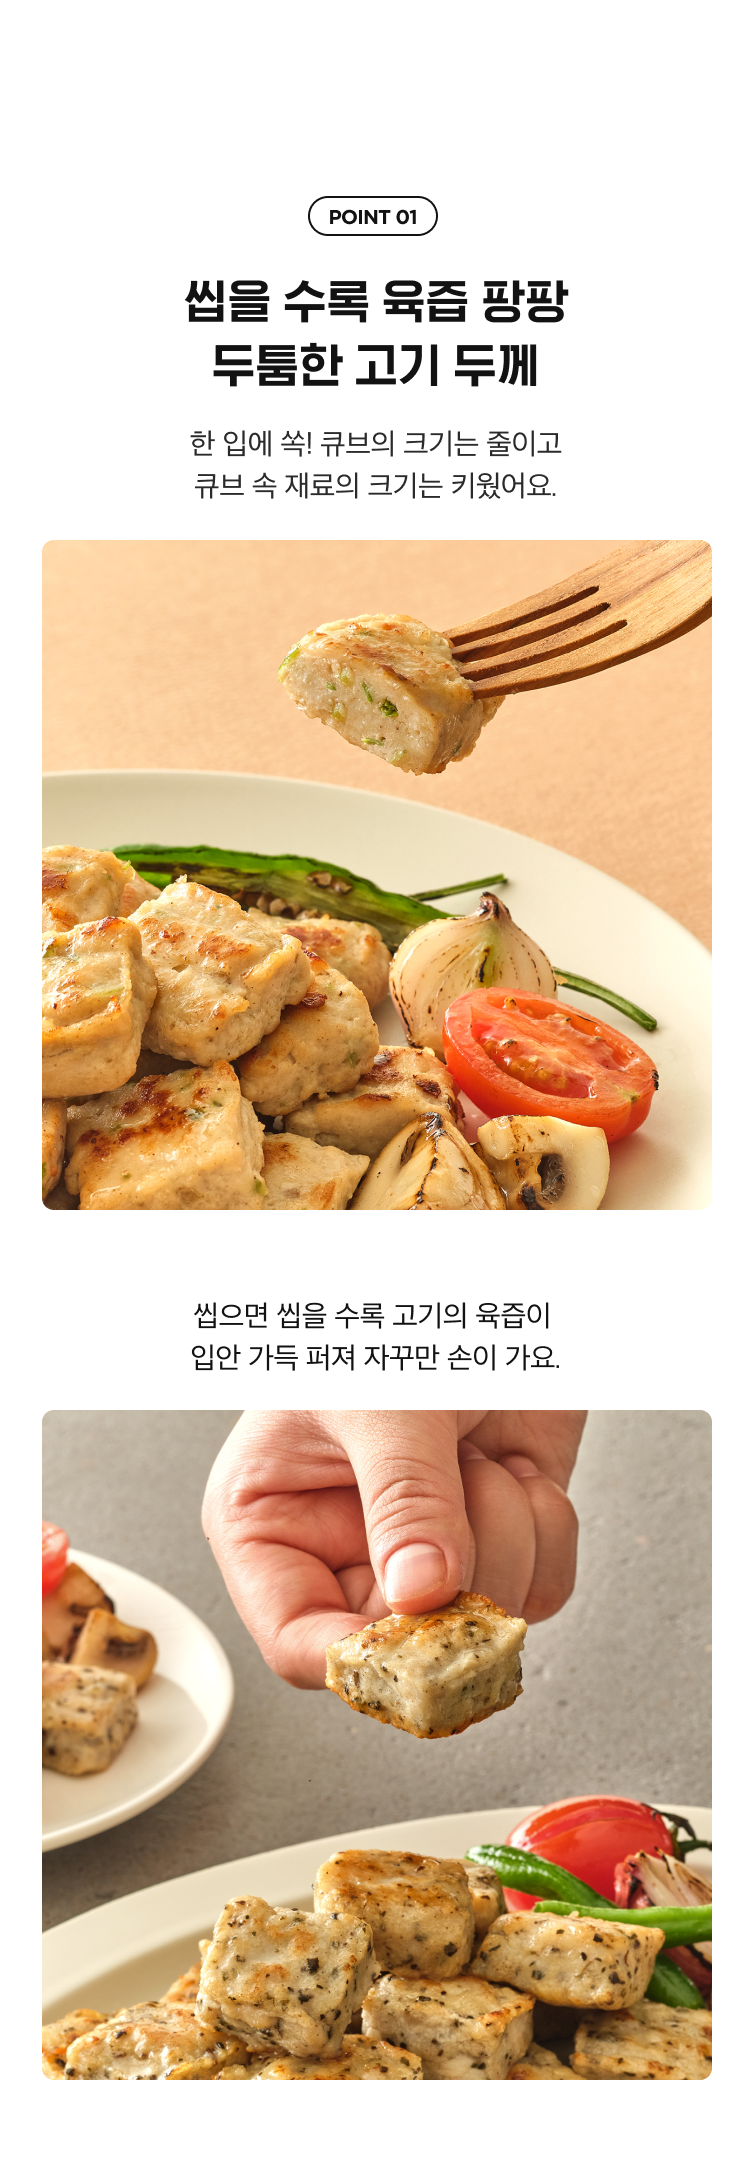 POINT 01
씹을 수록 육즙 팡팡
두툼한 고기 두께
한 입에 쏙! 큐브의 크기는 줄이고
큐브 속 재료의 크기는 키웠어요.
씹으면 씹을 수록 고기의 육즙이
입안 가득 퍼져 자꾸만 손이 가요.